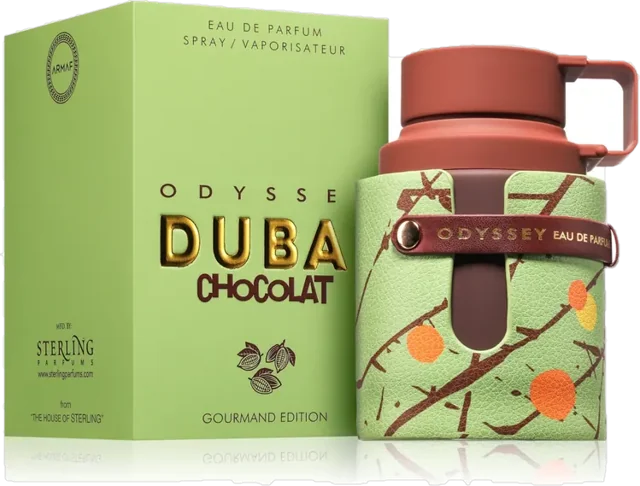 EAU DE PARFUM
SPRAY / VAPORISATEUR
ARMAF
ODYSSE
DUBA
CHOCOLAT
GOURMAND EDITION
STERLING
PARFUMS
www.sterlingparfums.com
from
"THE HOUSE OF STERLING"
ODYSSEY EAU DE PARFU